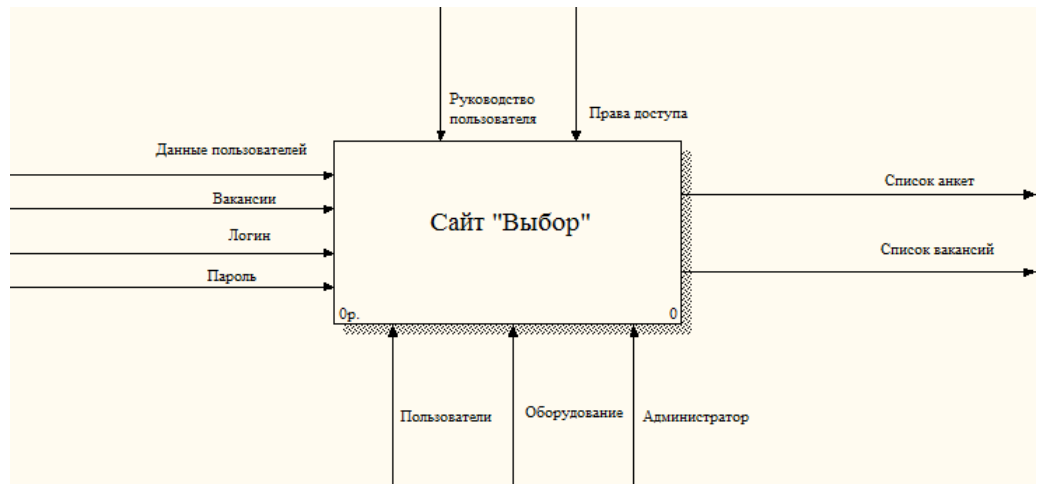 Руководство
пользователя
Права доступа
Данные пользователей
Вакансии
Логин
Пароль
Сайт "Выбор"
0р.
0
Список анкет
Список вакансий
Пользователи
Оборудование
Администратор